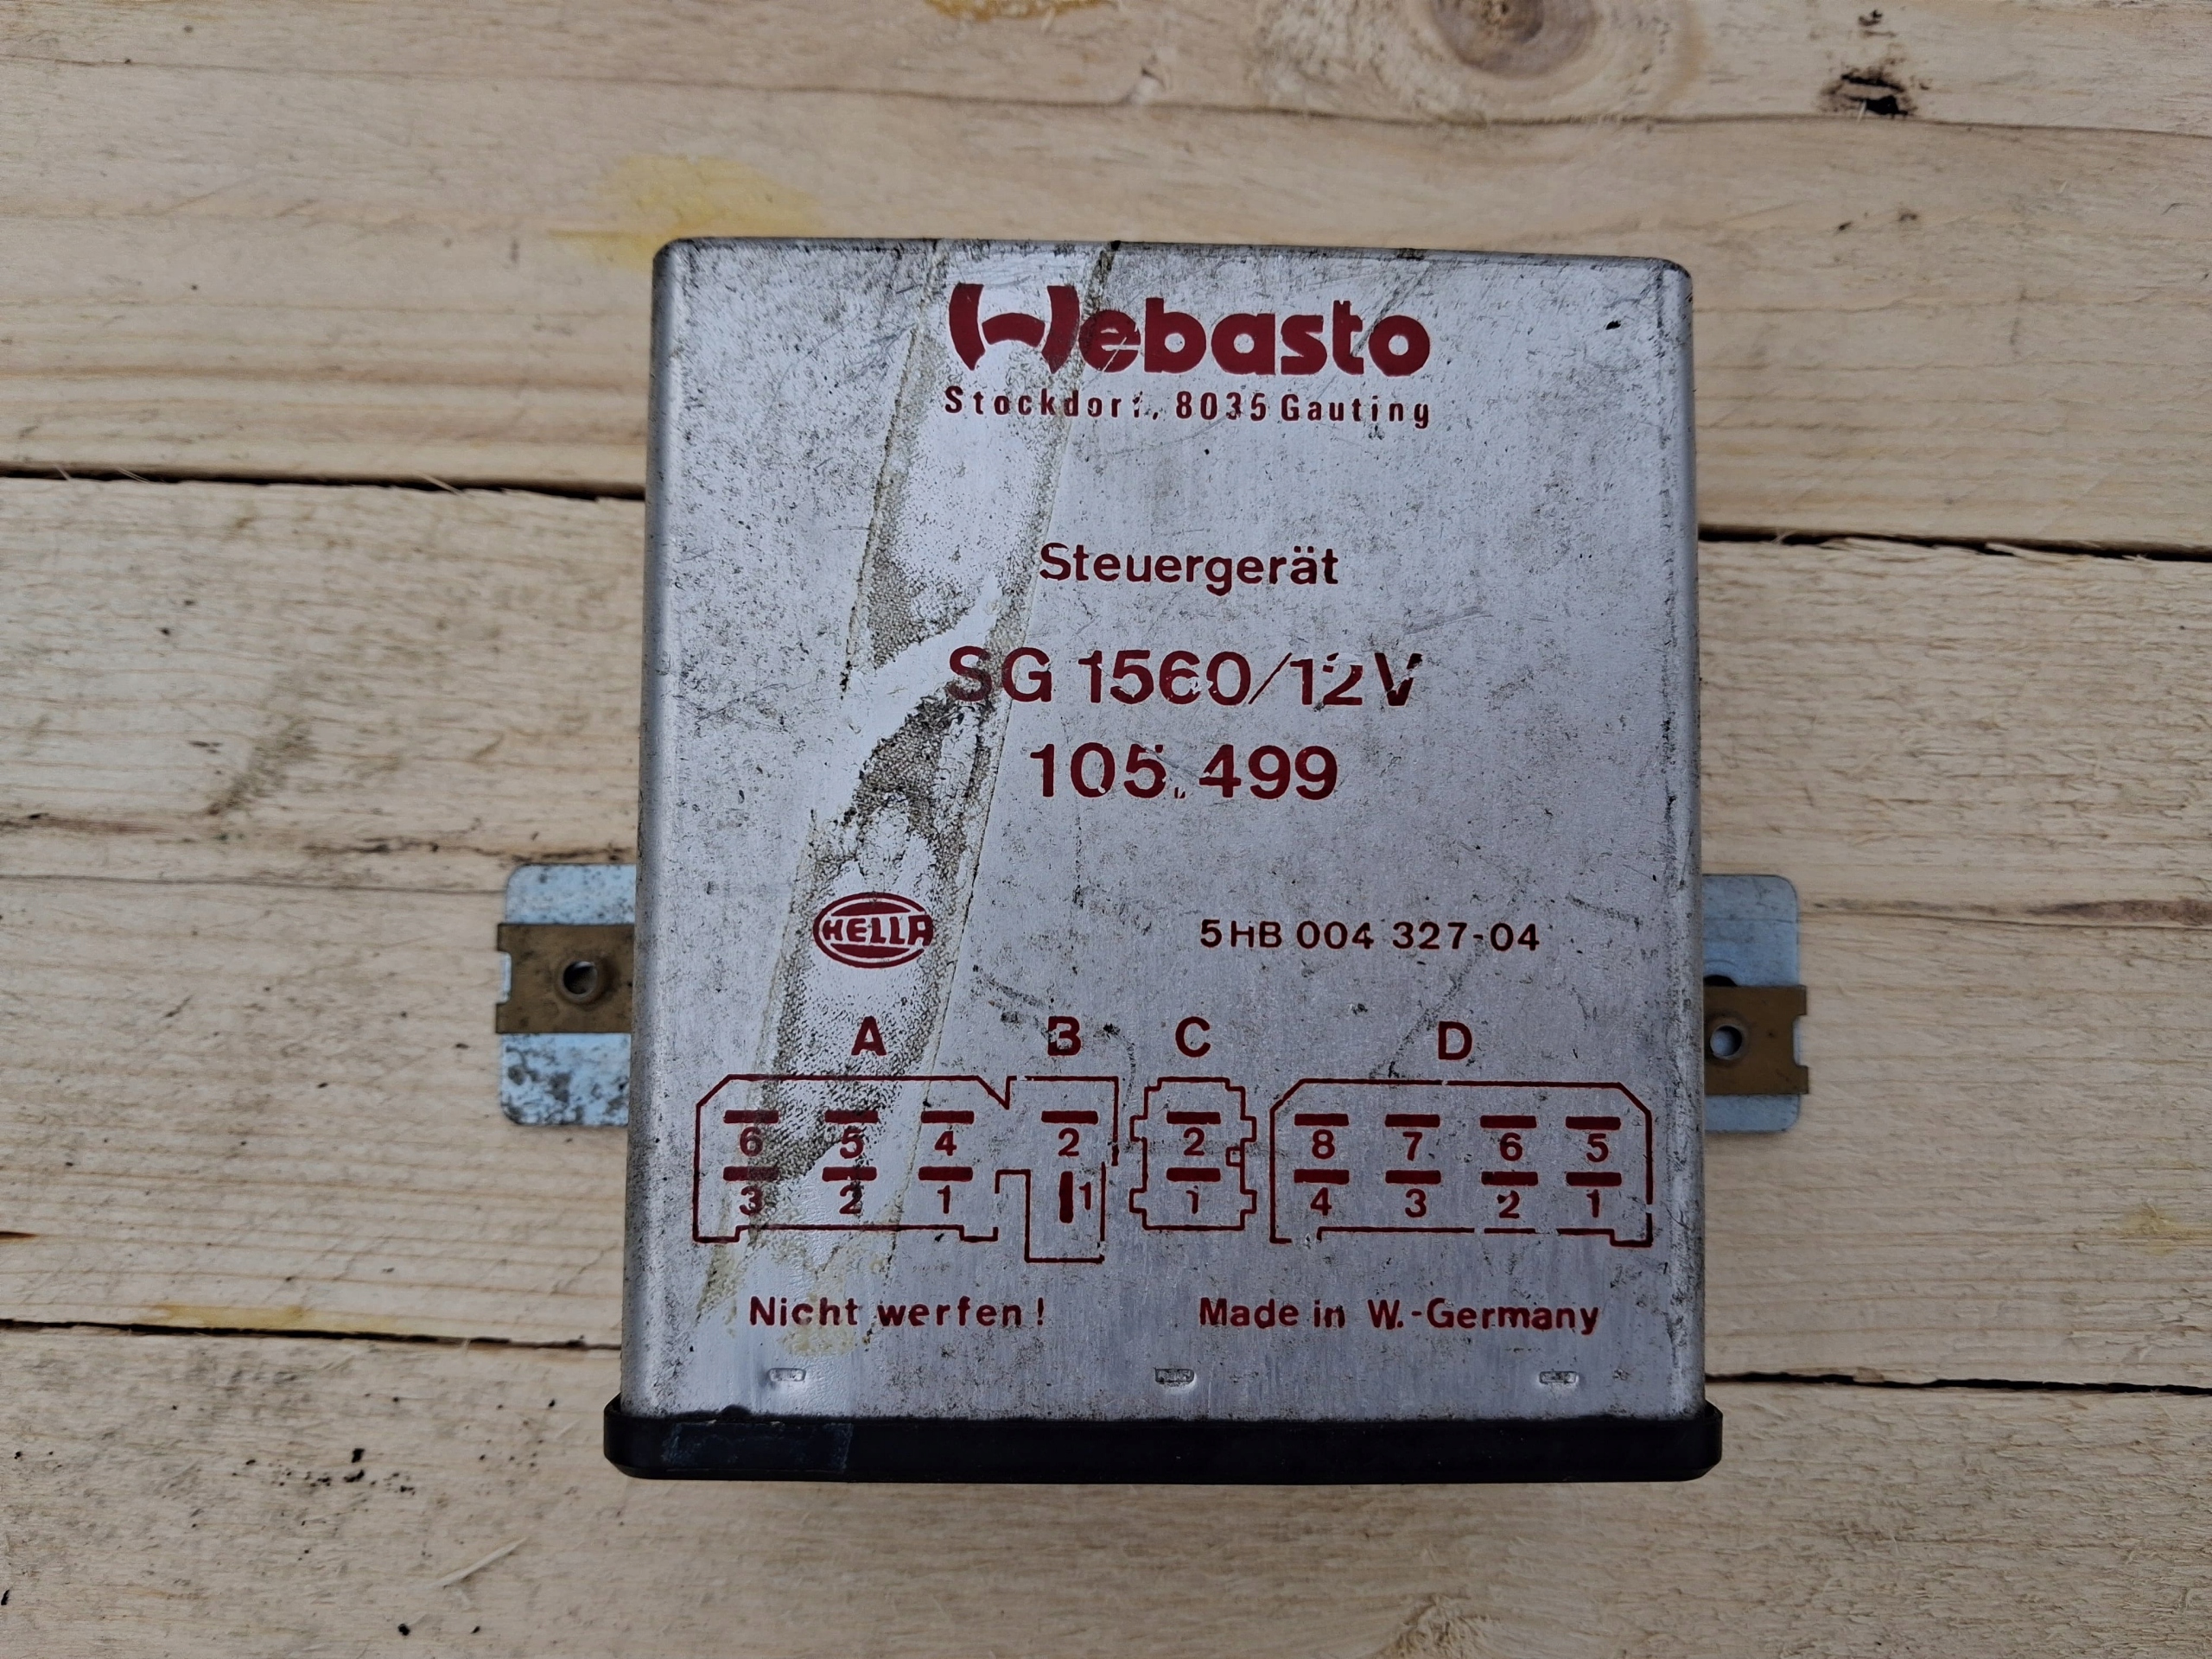 Webasto
Stockdorf, 8035 Gauting
Steuergerät
SG 1560/12V
105.499
HELLA
5HB 004 327-04
A B C D
6 5 4 2 2 8 7 6 5
3 2 1 1 1 4 3 2 1
Nicht werfen! Made in W.-Germany